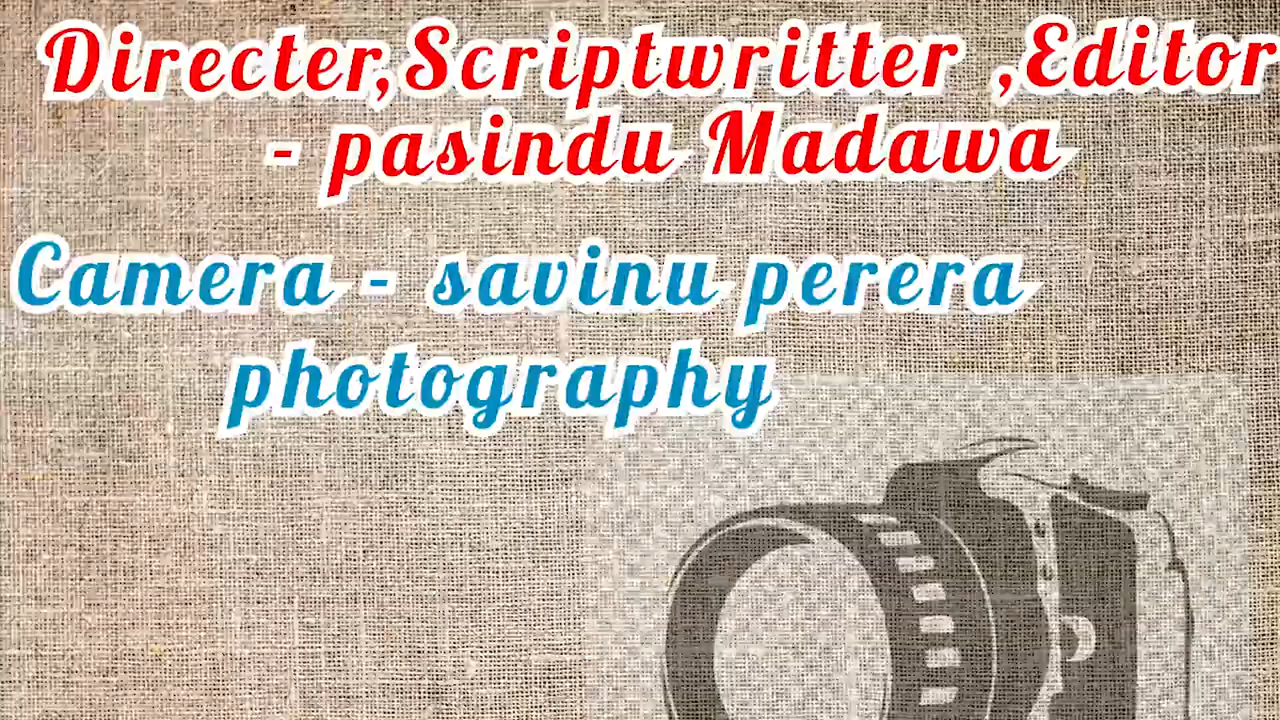 Directer,Scriptwritter ,Editor
- pasindu Madawa
Camera - savinu perera
photography